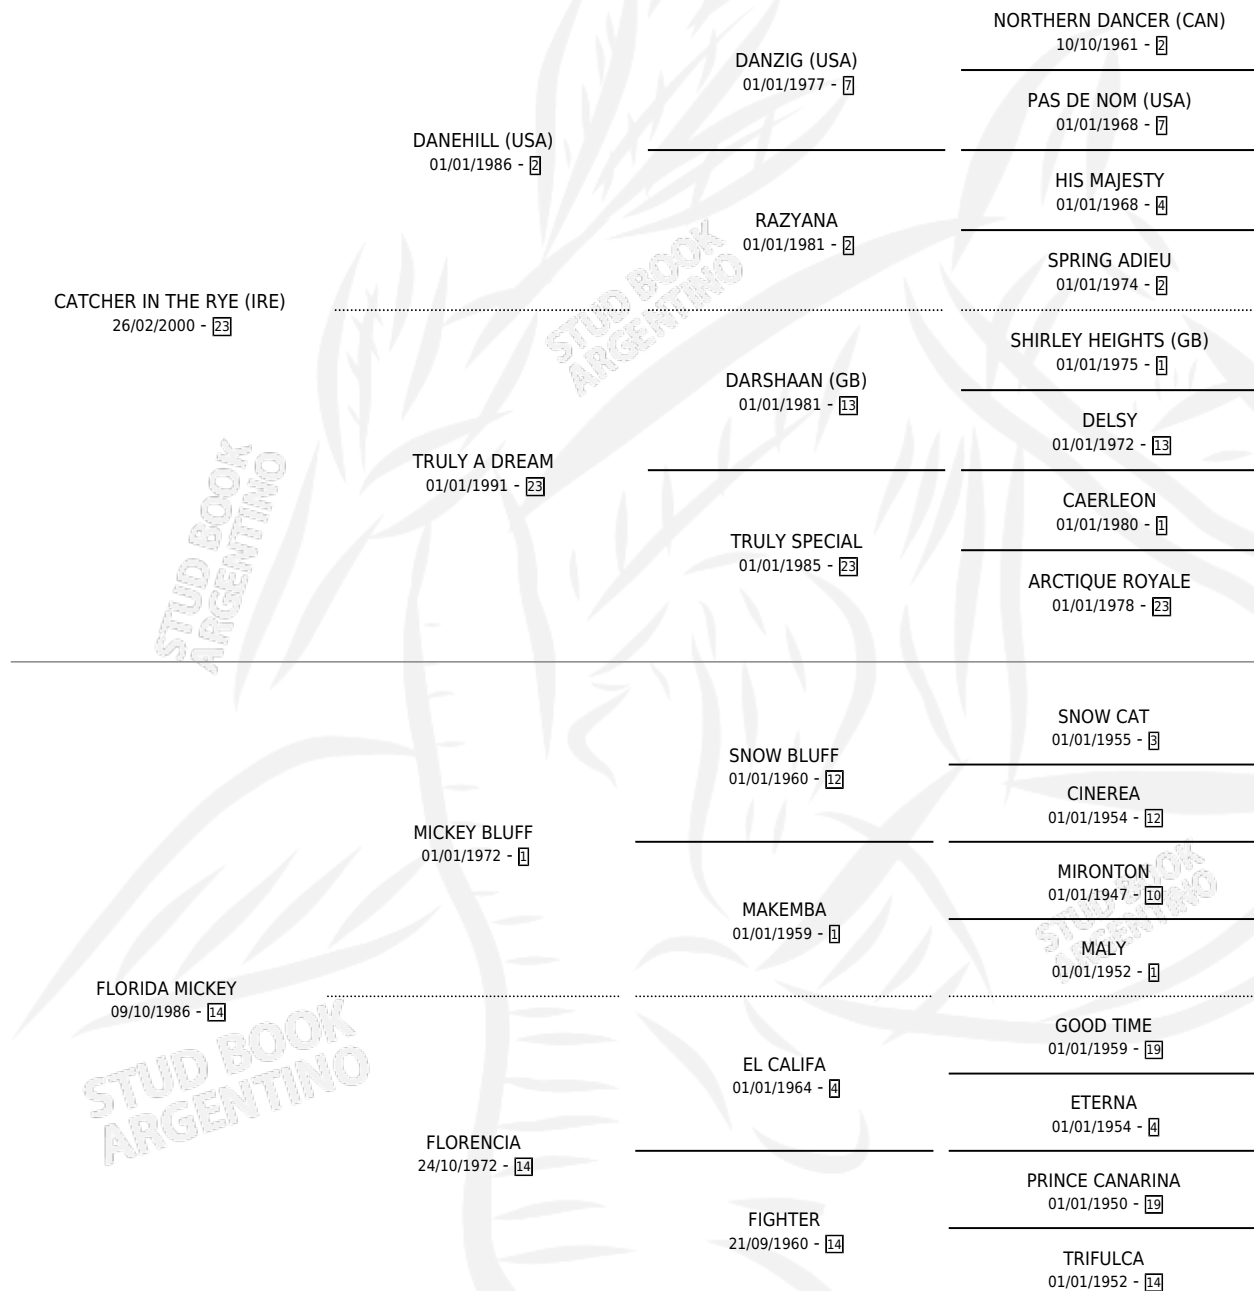 NORTHERN DANCER (CAN)
10/10/1961 - 2
DANZIG (USA)
01/01/1977 - 7
PAS DE NOM (USA)
01/01/1968 - 7
DANEHILL (USA)
01/01/1986 - 2
HIS MAJESTY
01/01/1968 - 4
RAZYANA
01/01/1981 - 2
SPRING ADIEU
01/01/1974 - 2
CATCHER IN THE RYE (IRE)
26/02/2000 - 23
SHIRLEY HEIGHTS (GB)
01/01/1975 - 1
DARSHAAN (GB)
01/01/1981 - 13
DELSY
01/01/1972 - 13
TRULY A DREAM
01/01/1991 - 23
CAERLEON
01/01/1980 - 1
TRULY SPECIAL
01/01/1985 - 23
ARCTIQUE ROYALE
01/01/1978 - 23
SNOW CAT
01/01/1955 - 3
SNOW BLUFF
01/01/1960 - 12
CINEREA
01/01/1954 - 12
MICKEY BLUFF
01/01/1972 - 1
MIRONTON
01/01/1947 - 10
MAKEMBA
01/01/1959 - 1
MALY
01/01/1952 - 1
FLORIDA MICKEY
09/10/1986 - 14
GOOD TIME
01/01/1959 - 19
EL CALIFA
01/01/1964 - 4
ETERNA
01/01/1954 - 4
FLORENCIA
24/10/1972 - 14
PRINCE CANARINA
01/01/1950 - 19
FIGHTER
21/09/1960 - 14
TRIFULCA
01/01/1952 - 14
STUD BOOK
ARGENTINO
STUD BOOK
ARGENTINO
STUD BOOK
ARGENTINO
STUD BOOK
ARGENTINO